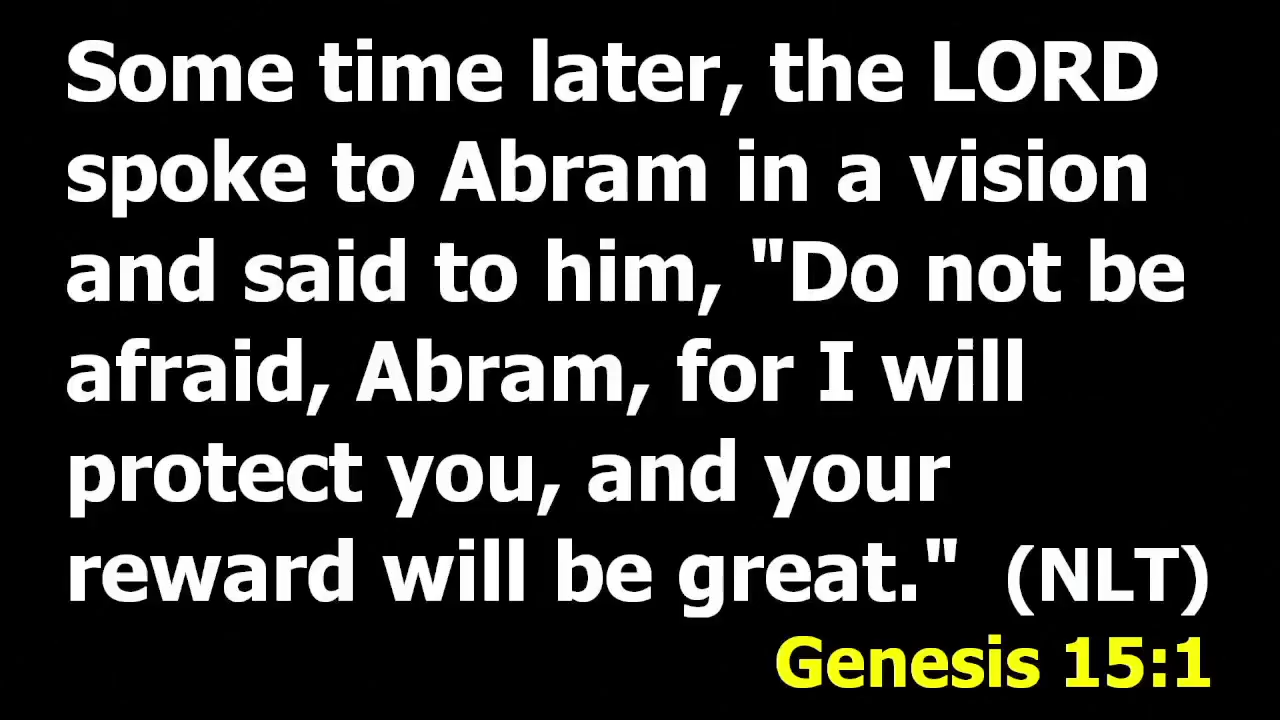 Some time later, the LORD
spoke to Abram in a vision
and said to him, "Do not be
afraid, Abram, for I will
protect you, and your
reward will be great." (NLT)
Genesis 15:1